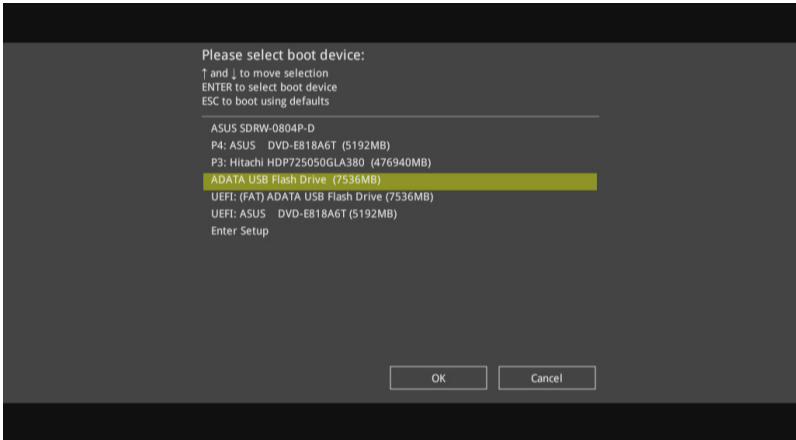 Please select boot device:
↑ and ↓ to move selection
ENTER to select boot device
ESC to boot using defaults
ASUS SDRW-0804P-D
P4: ASUS DVD-E818A6T (5192MB)
P3: Hitachi HDP725050GLA380 (476940MB)
ADATA USB Flash Drive (7536MB)
UEFI: (FAT) ADATA USB Flash Drive (7536MB)
UEFI: ASUS DVD-E818A6T (5192MB)
Enter Setup
OK Cancel